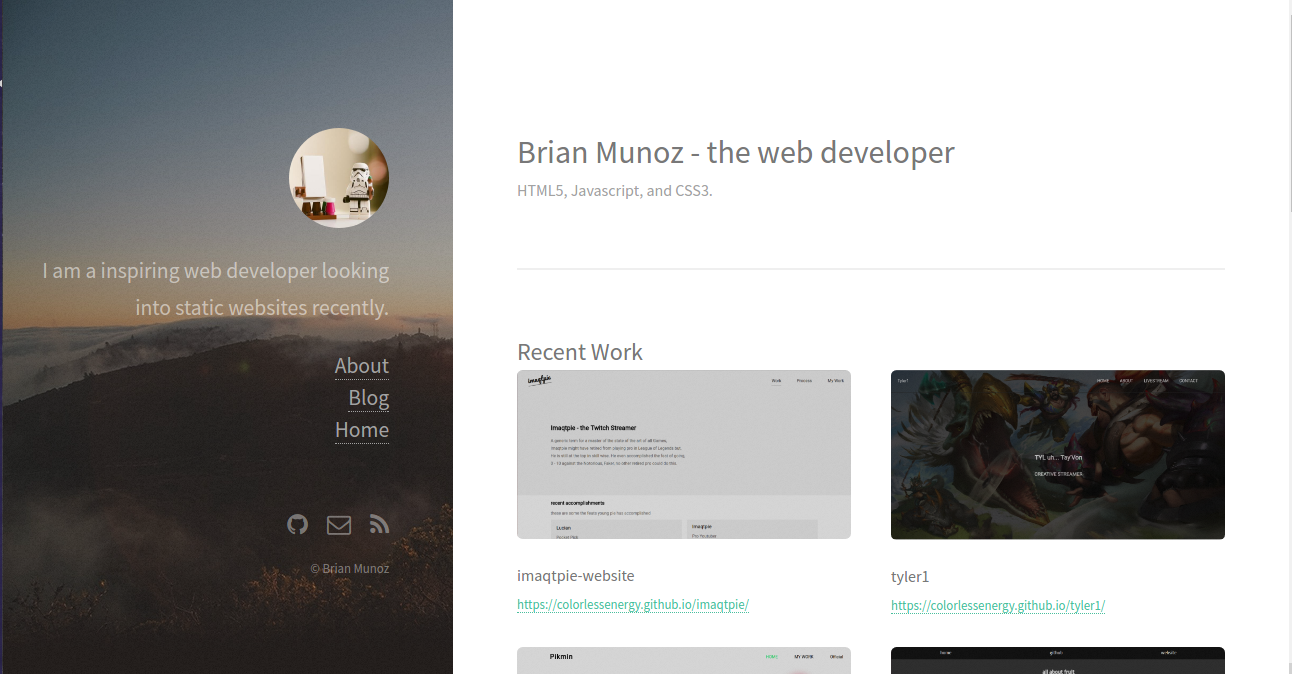 I am a inspiring web developer looking
into static websites recently.
About
Blog
Home
© Brian Munoz
Brian Munoz - the web developer
HTML5, Javascript, and CSS3.
Recent Work
imaqtpie
Work Process My Work
Imaqtpie - the Twitch Streamer
recent accomplishments
Lucian
Imaqtpie
Pro Youtuber
imaqtpie-website
https://colorlessenergy.github.io/imaqtpie/
Tyler1
HOME ABOUT LIVESTREAM CONTACT
TYL uh... Tay'Von
CREATIVE STREAMER
tyler1
https://colorlessenergy.github.io/tyler1/
Pikmin
HOME MY WORK Official
home github website
all about fruit